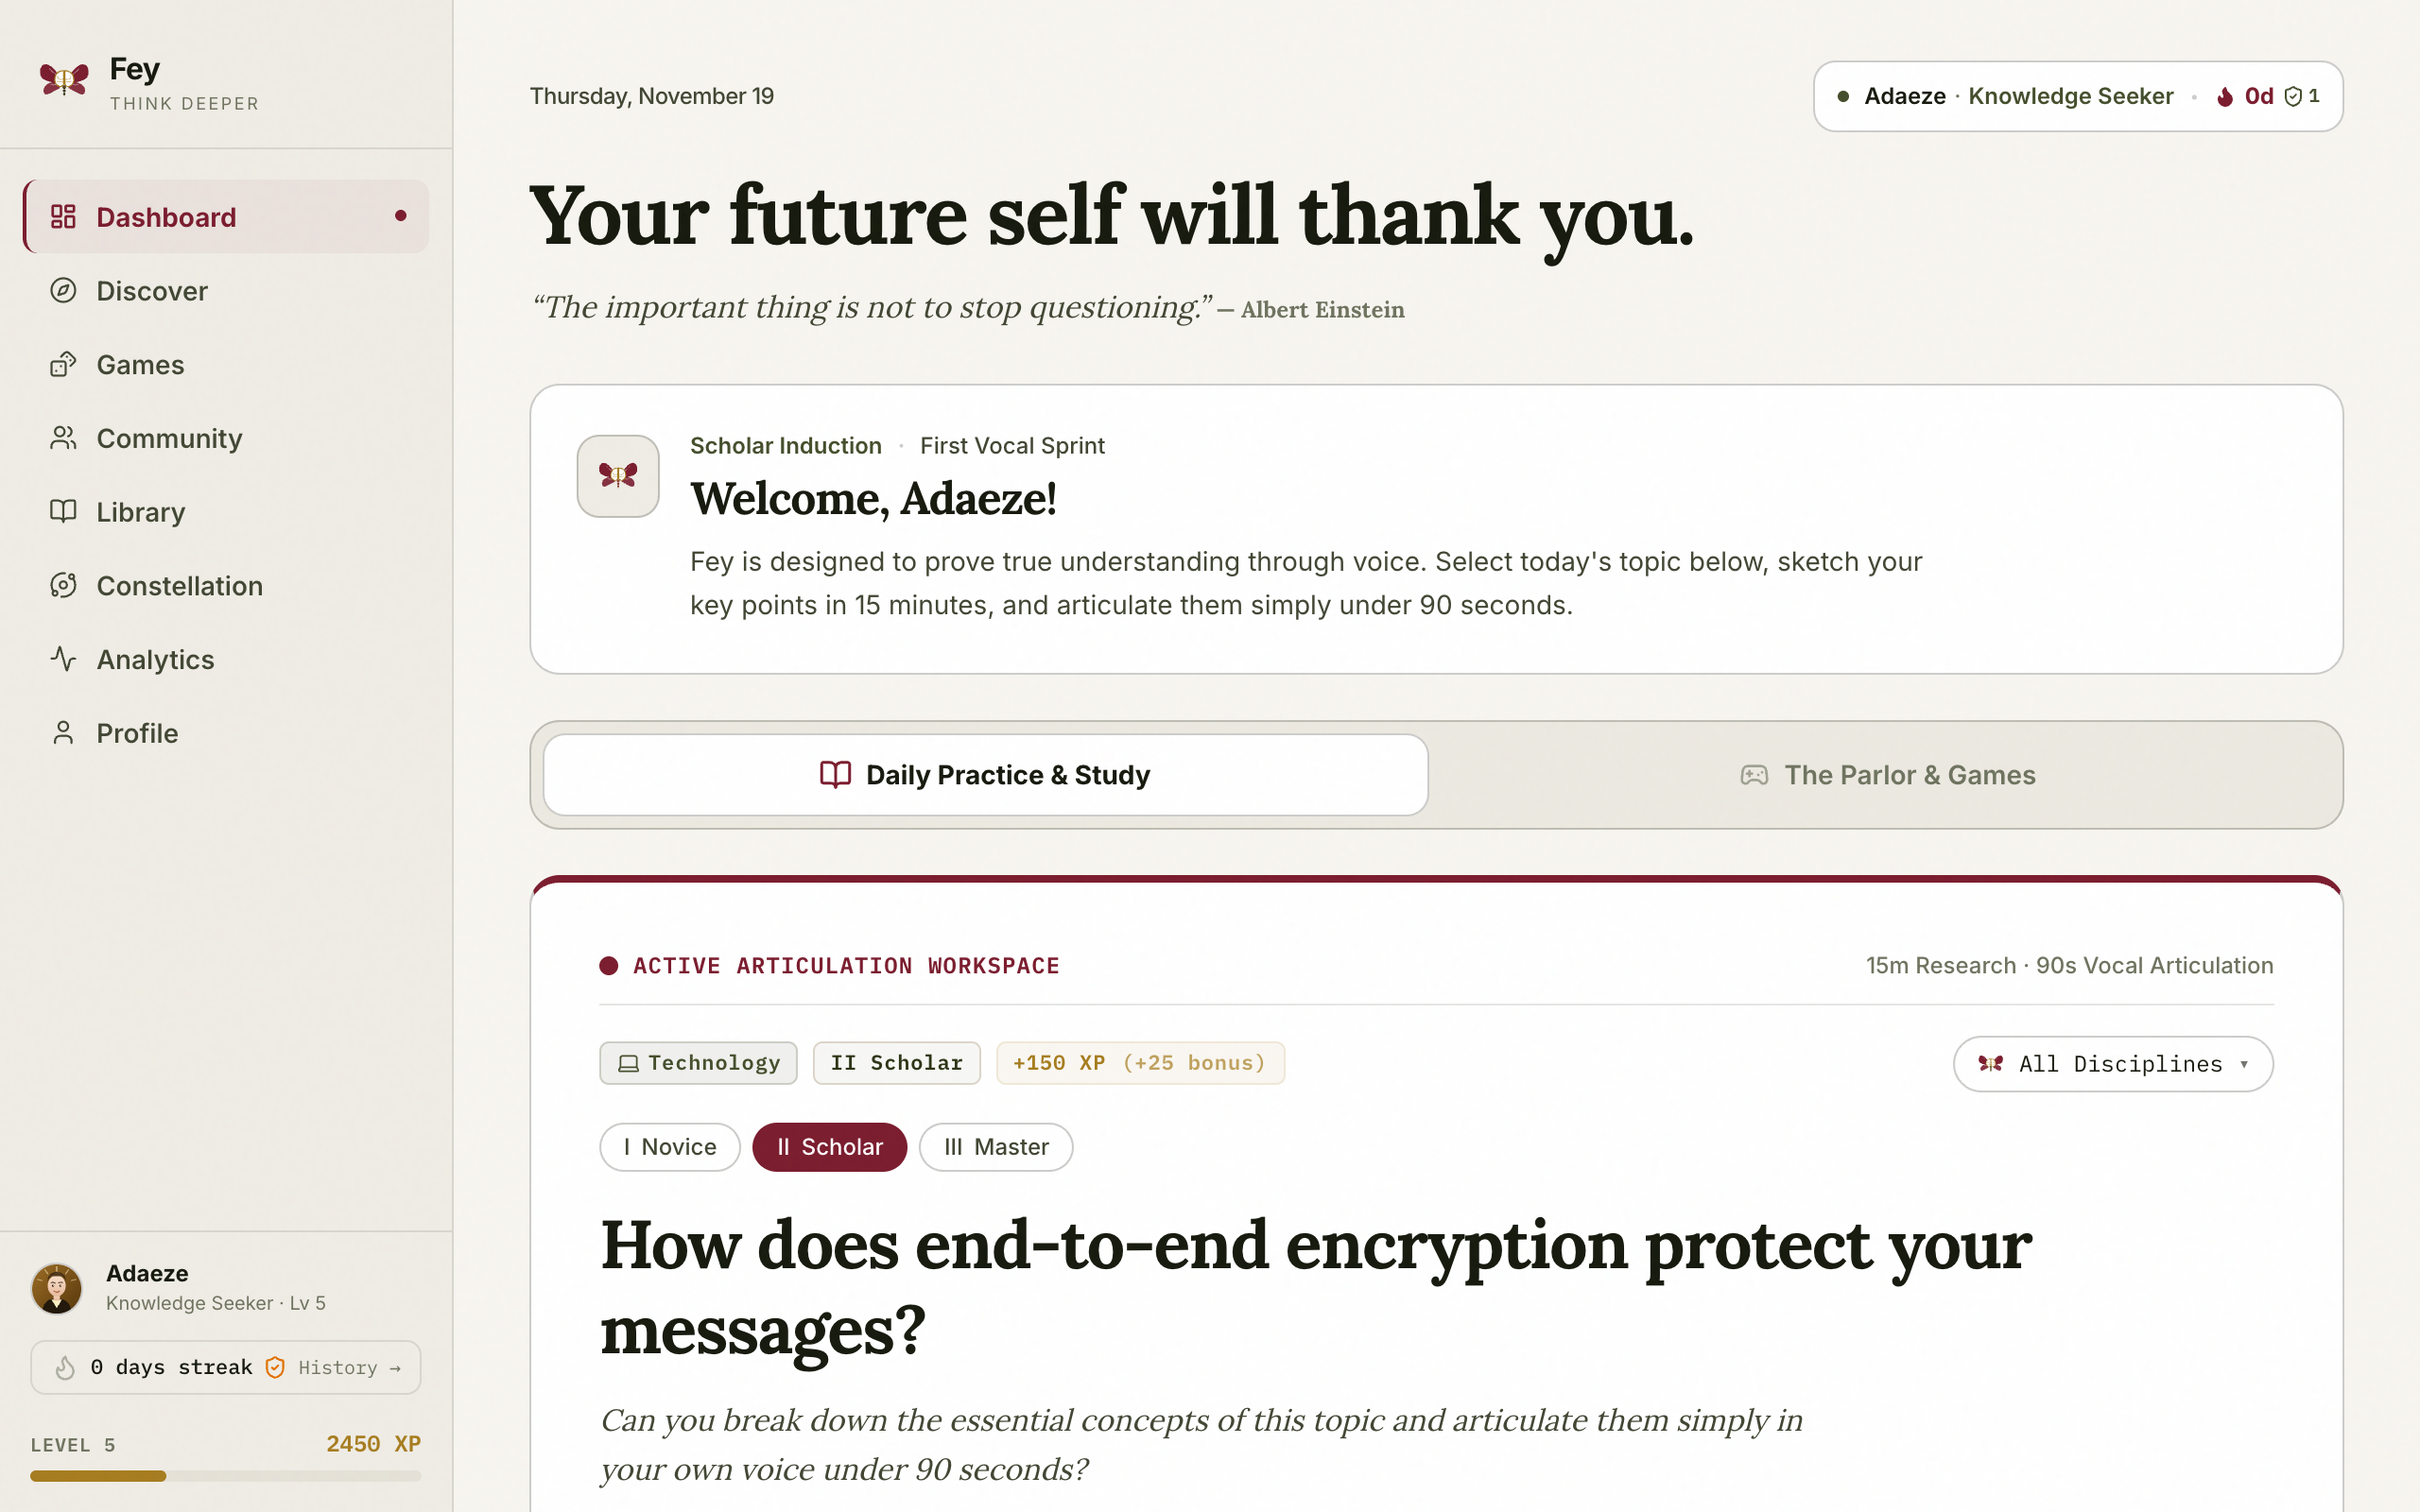 Fey
THINK DEEPER
Dashboard
Discover
Games
Community
Library
Constellation
Analytics
Profile
Adaeze
Knowledge Seeker · Lv 5
0 days streak History →
LEVEL 5 2450 XP
Thursday, November 19
Adaeze · Knowledge Seeker · 0d 1
Your future self will thank you.
“The important thing is not to stop questioning.” — Albert Einstein
Scholar Induction · First Vocal Sprint
Welcome, Adaeze!
Fey is designed to prove true understanding through voice. Select today's topic below, sketch your
key points in 15 minutes, and articulate them simply under 90 seconds.
Daily Practice & Study
The Parlor & Games
ACTIVE ARTICULATION WORKSPACE
15m Research · 90s Vocal Articulation
Technology
II Scholar
+150 XP (+25 bonus)
All Disciplines ▾
I Novice
II Scholar
III Master
How does end-to-end encryption protect your
messages?
Can you break down the essential concepts of this topic and articulate them simply in
your own voice under 90 seconds?